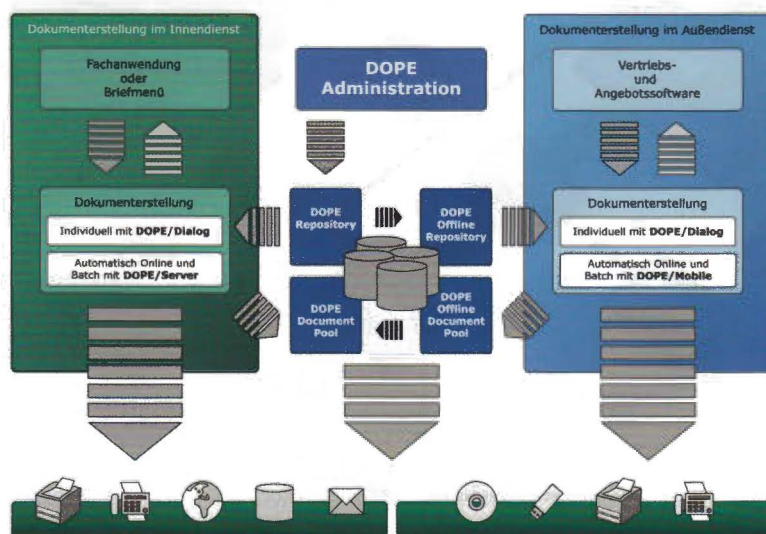 Dokumenterstellung im Innendienst
Fachanwendung
oder
Briefmenü
Dokumenterstellung
Individuell mit DOPE/Dialog
Automatisch Online und
Batch mit DOPE/Server
DOPE
Administration
DOPE
Repository
DOPE
Offline
Repository
DOPE
Document
Pool
DOPE
Offline
Document
Pool
Dokumenterstellung im Außendienst
Vertriebs-
und
Angebotssoftware
Dokumenterstellung
Individuell mit DOPE/Dialog
Automatisch Online und
Batch mit DOPE/Mobile